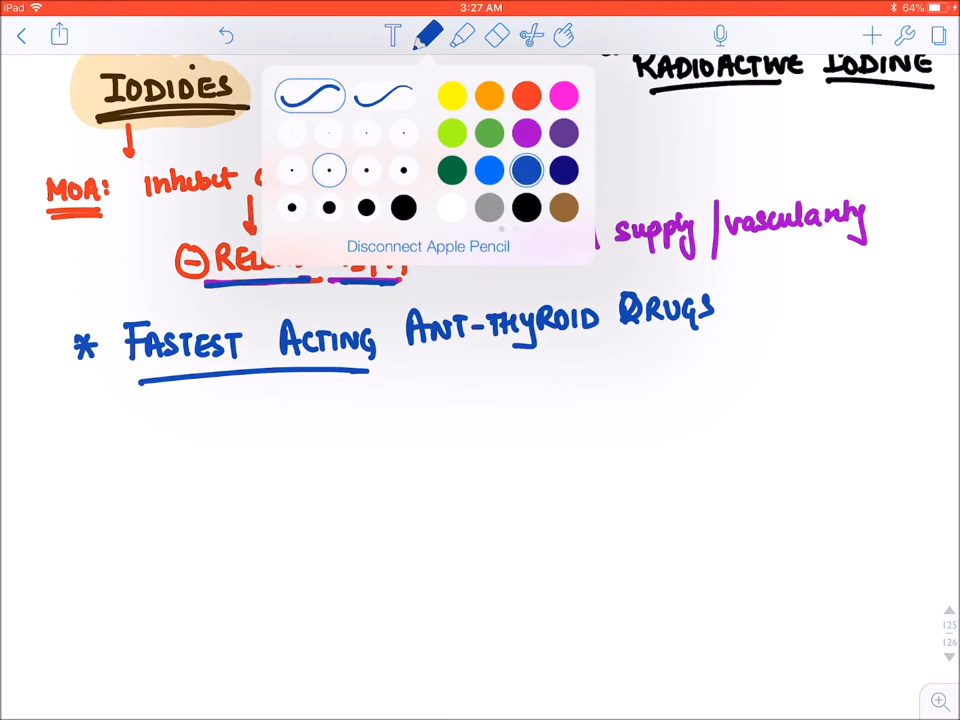 iPad 3:27 AM 64%
T
RADIOACTIVE IODINE
IODIDES
MOA: Inhibit
supply / vascularity
Disconnect Apple Pencil
* FASTEST ACTING ANT-THYROID DRUGS
125
126